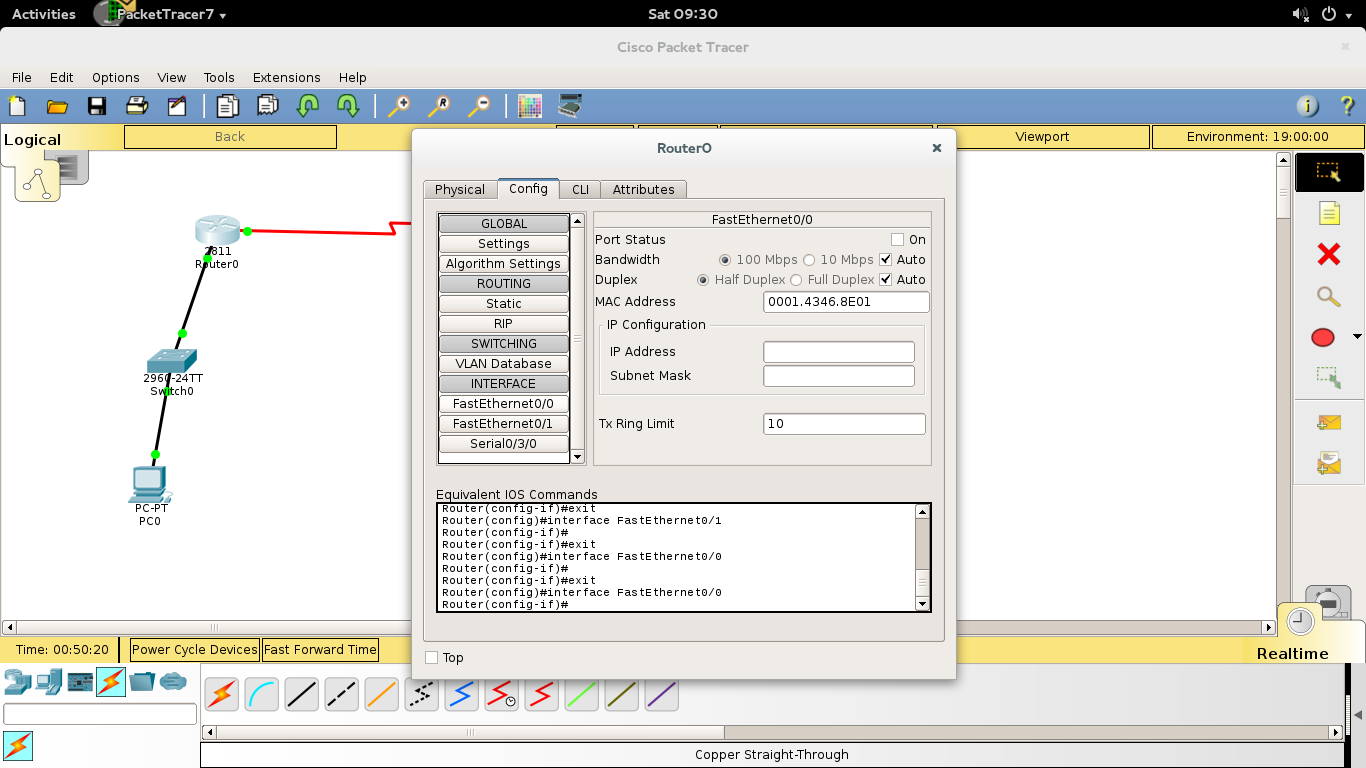 Activities PacketTracer7 Sat 09:30
Cisco Packet Tracer
File Edit Options View Tools Extensions Help
Logical Back Viewport Environment: 19:00:00
2811
Router0
2960-24TT
Switch0
PC-PT
PC0
Router0
Physical Config CLI Attributes
GLOBAL
Settings
Algorithm Settings
ROUTING
Static
RIP
SWITCHING
VLAN Database
INTERFACE
FastEthernet0/0
FastEthernet0/1
Serial0/3/0
FastEthernet0/0
Port Status On
Bandwidth 100 Mbps 10 Mbps Auto
Duplex Half Duplex Full Duplex Auto
MAC Address 0001.4346.8E01
IP Configuration
IP Address
Subnet Mask
Tx Ring Limit 10
Equivalent IOS Commands
Router(config-if)#exit
Router(config)#interface FastEthernet0/1
Router(config-if)#
Router(config-if)#exit
Router(config)#interface FastEthernet0/0
Router(config-if)#
Router(config-if)#exit
Router(config)#interface FastEthernet0/0
Router(config-if)#
Top
Time: 00:50:20 Power Cycle Devices Fast Forward Time
Realtime
Copper Straight-Through